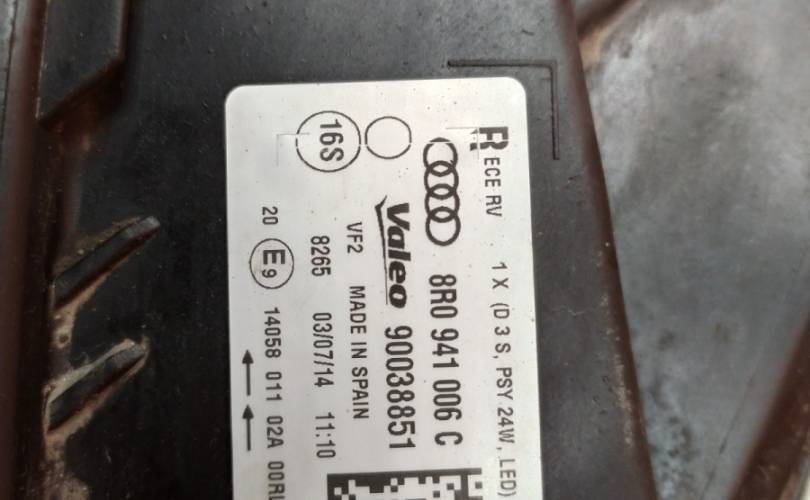 R ECE RV 1 X (D 3 S, PSY 24W, LED)
8R0 941 006 C
Valeo 90038851
VF2 MADE IN SPAIN
16S 8265 03/07/14 11:10
20 E9 14058 011 02A 00RL